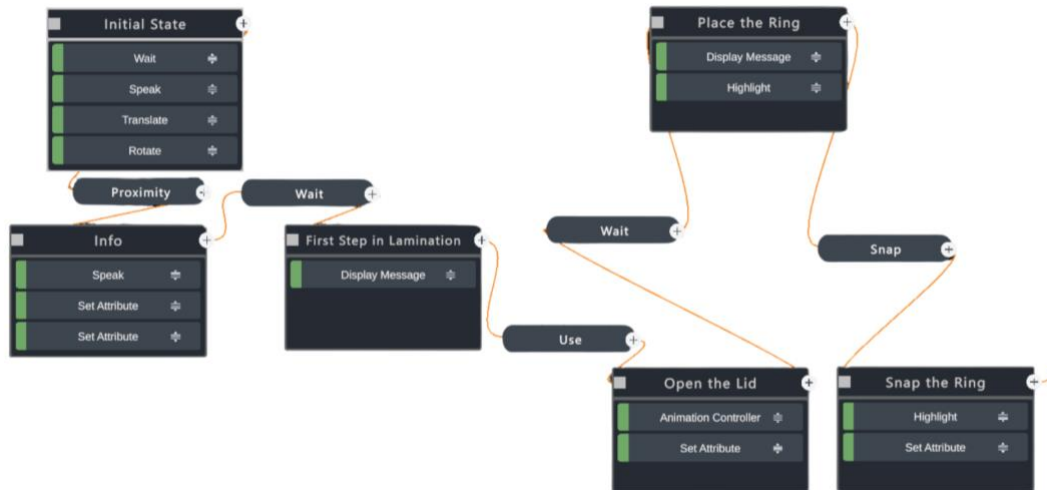 Initial State
Wait
Speak
Translate
Rotate
Proximity
Wait
Info
Speak
Set Attribute
Set Attribute
First Step in Lamination
Display Message
Use
Place the Ring
Display Message
Highlight
Wait
Snap
Open the Lid
Animation Controller
Set Attribute
Snap the Ring
Highlight
Set Attribute